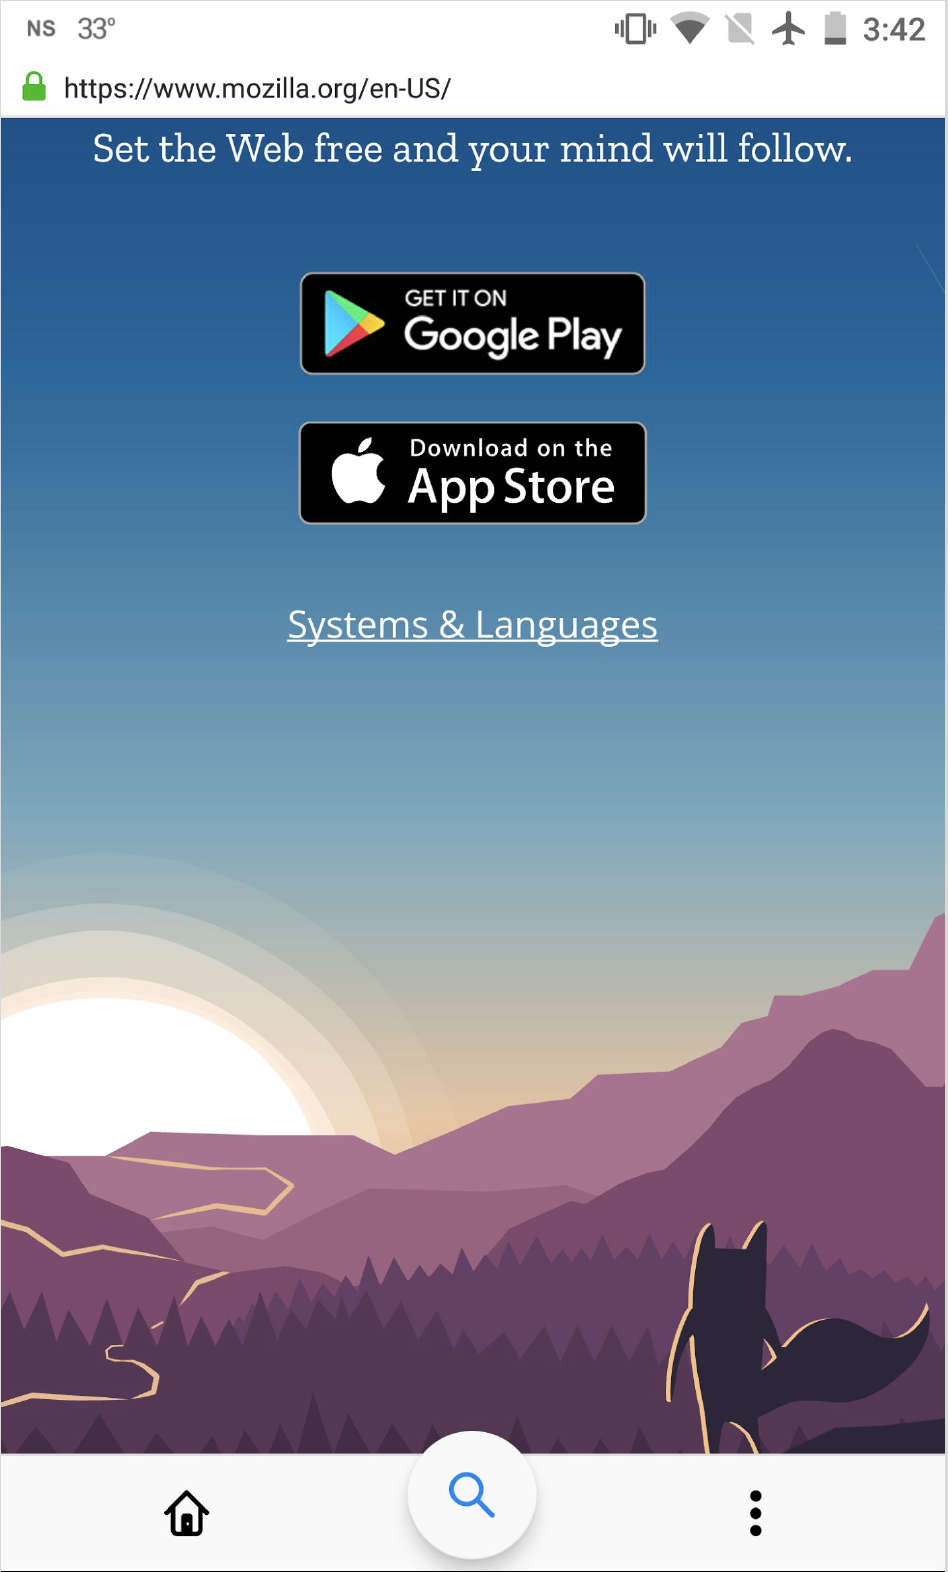 NS 33° 3:42
https://www.mozilla.org/en-US/
Set the Web free and your mind will follow.
GET IT ON
Google Play
Download on the
App Store
Systems & Languages